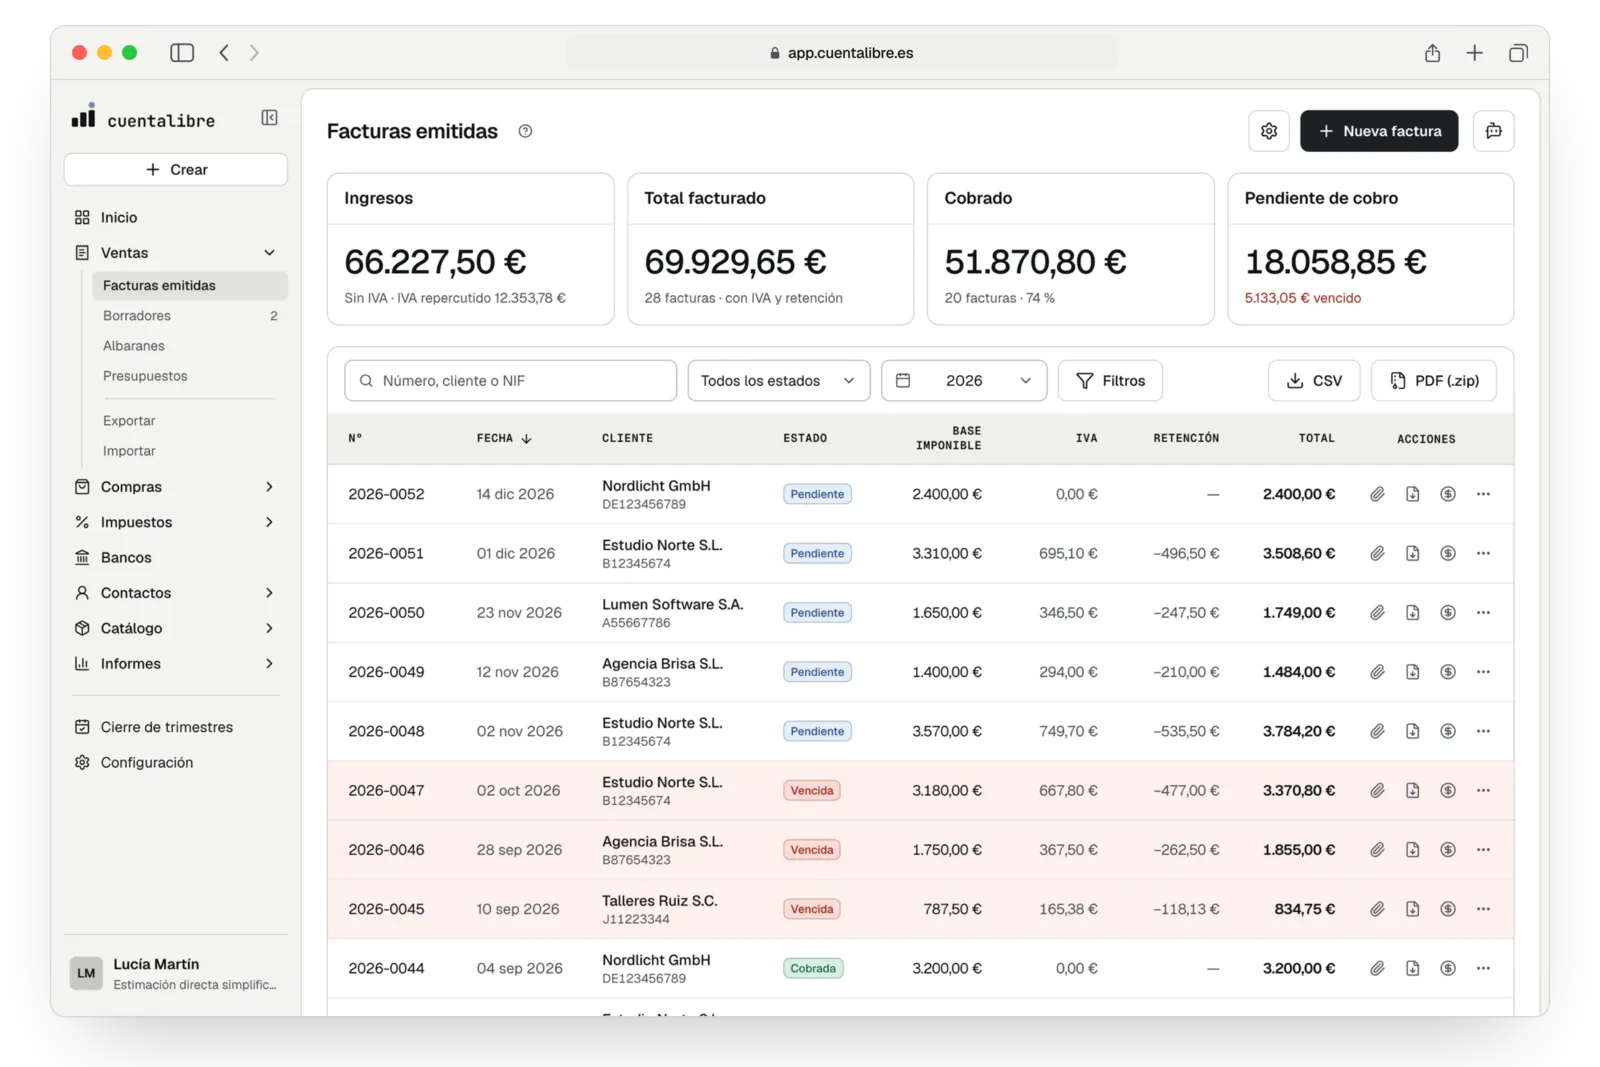 app.cuentalibre.es
cuentalibre
Crear
Inicio
Ventas
Facturas emitidas
Borradores 2
Albaranes
Presupuestos
Exportar
Importar
Compras
Impuestos
Bancos
Contactos
Catálogo
Informes
Cierre de trimestres
Configuración
LM
Lucía Martín
Estimación directa simplific...
Facturas emitidas
Nueva factura
Ingresos
66.227,50 €
Sin IVA · IVA repercutido 12.353,78 €
Total facturado
69.929,65 €
28 facturas · con IVA y retención
Cobrado
51.870,80 €
20 facturas · 74 %
Pendiente de cobro
18.058,85 €
5.133,05 € vencido
Número, cliente o NIF
Todos los estados
2026
Filtros
CSV
PDF (.zip)
Nº FECHA CLIENTE ESTADO BASE IMPONIBLE IVA RETENCIÓN TOTAL ACCIONES
2026-0052 14 dic 2026 Nordlicht GmbH Pendiente 2.400,00 € 0,00 € — 2.400,00 €
DE123456789
2026-0051 01 dic 2026 Estudio Norte S.L. Pendiente 3.310,00 € 695,10 € −496,50 € 3.508,60 €
B12345674
2026-0050 23 nov 2026 Lumen Software S.A. Pendiente 1.650,00 € 346,50 € −247,50 € 1.749,00 €
A55667786
2026-0049 12 nov 2026 Agencia Brisa S.L. Pendiente 1.400,00 € 294,00 € −210,00 € 1.484,00 €
B87654323
2026-0048 02 nov 2026 Estudio Norte S.L. Pendiente 3.570,00 € 749,70 € −535,50 € 3.784,20 €
B12345674
2026-0047 02 oct 2026 Estudio Norte S.L. Vencida 3.180,00 € 667,80 € −477,00 € 3.370,80 €
B12345674
2026-0046 28 sep 2026 Agencia Brisa S.L. Vencida 1.750,00 € 367,50 € −262,50 € 1.855,00 €
B87654323
2026-0045 10 sep 2026 Talleres Ruiz S.C. Vencida 787,50 € 165,38 € −118,13 € 834,75 €
J11223344
2026-0044 04 sep 2026 Nordlicht GmbH Cobrada 3.200,00 € 0,00 € — 3.200,00 €
DE123456789